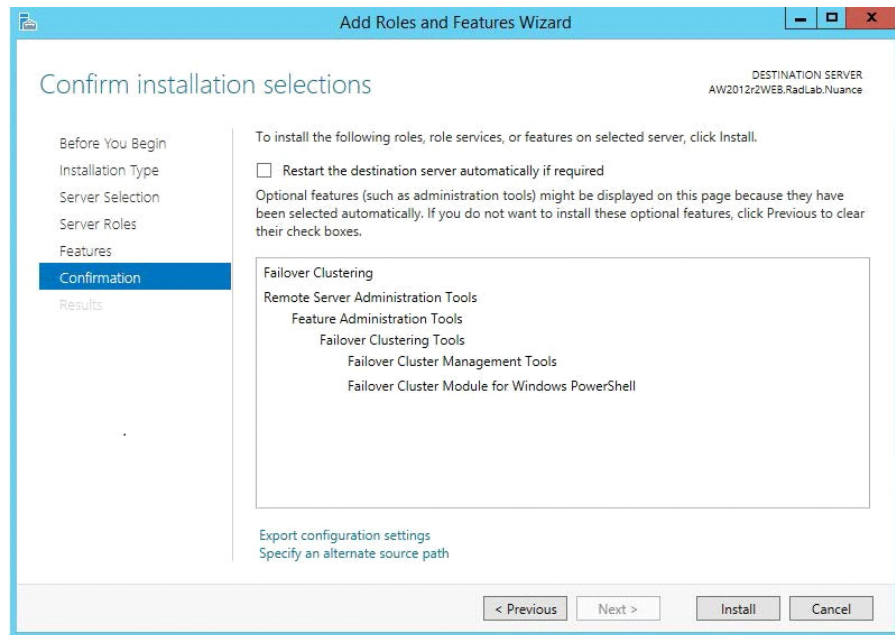 Add Roles and Features Wizard
Confirm installation selections
DESTINATION SERVER
AW2012r2WEB.RadLab.Nuance
Before You Begin
Installation Type
Server Selection
Server Roles
Features
Confirmation
Results
To install the following roles, role services, or features on selected server, click Install.
Restart the destination server automatically if required
Optional features (such as administration tools) might be displayed on this page because they have
been selected automatically. If you do not want to install these optional features, click Previous to clear
their check boxes.
Failover Clustering
Remote Server Administration Tools
Feature Administration Tools
Failover Clustering Tools
Failover Cluster Management Tools
Failover Cluster Module for Windows PowerShell
Export configuration settings
Specify an alternate source path
< Previous
Next >
Install
Cancel